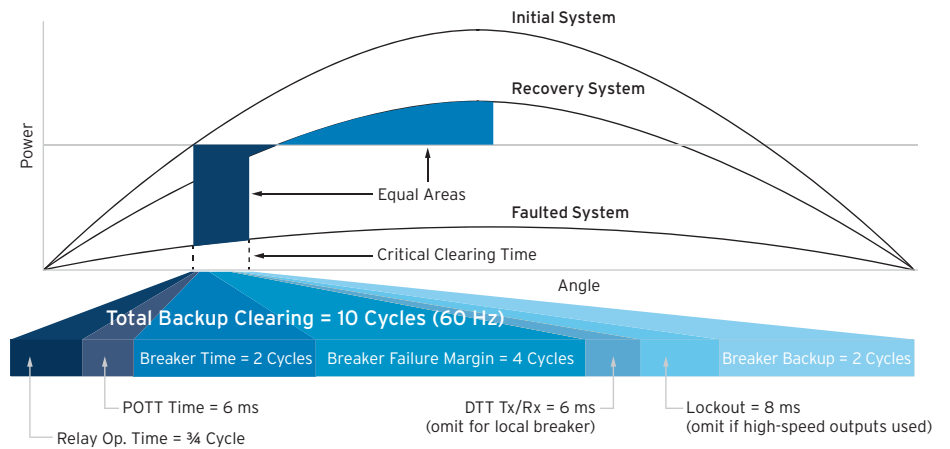 Initial System
Recovery System
Power
Equal Areas
Faulted System
Critical Clearing Time
Angle
Total Backup Clearing = 10 Cycles (60 Hz)
Breaker Time = 2 Cycles
Breaker Failure Margin = 4 Cycles
Breaker Backup = 2 Cycles
POTT Time = 6 ms
DTT Tx/Rx = 6 ms
(omit for local breaker)
Lockout = 8 ms
(omit if high-speed outputs used)
Relay Op. Time = ¾ Cycle